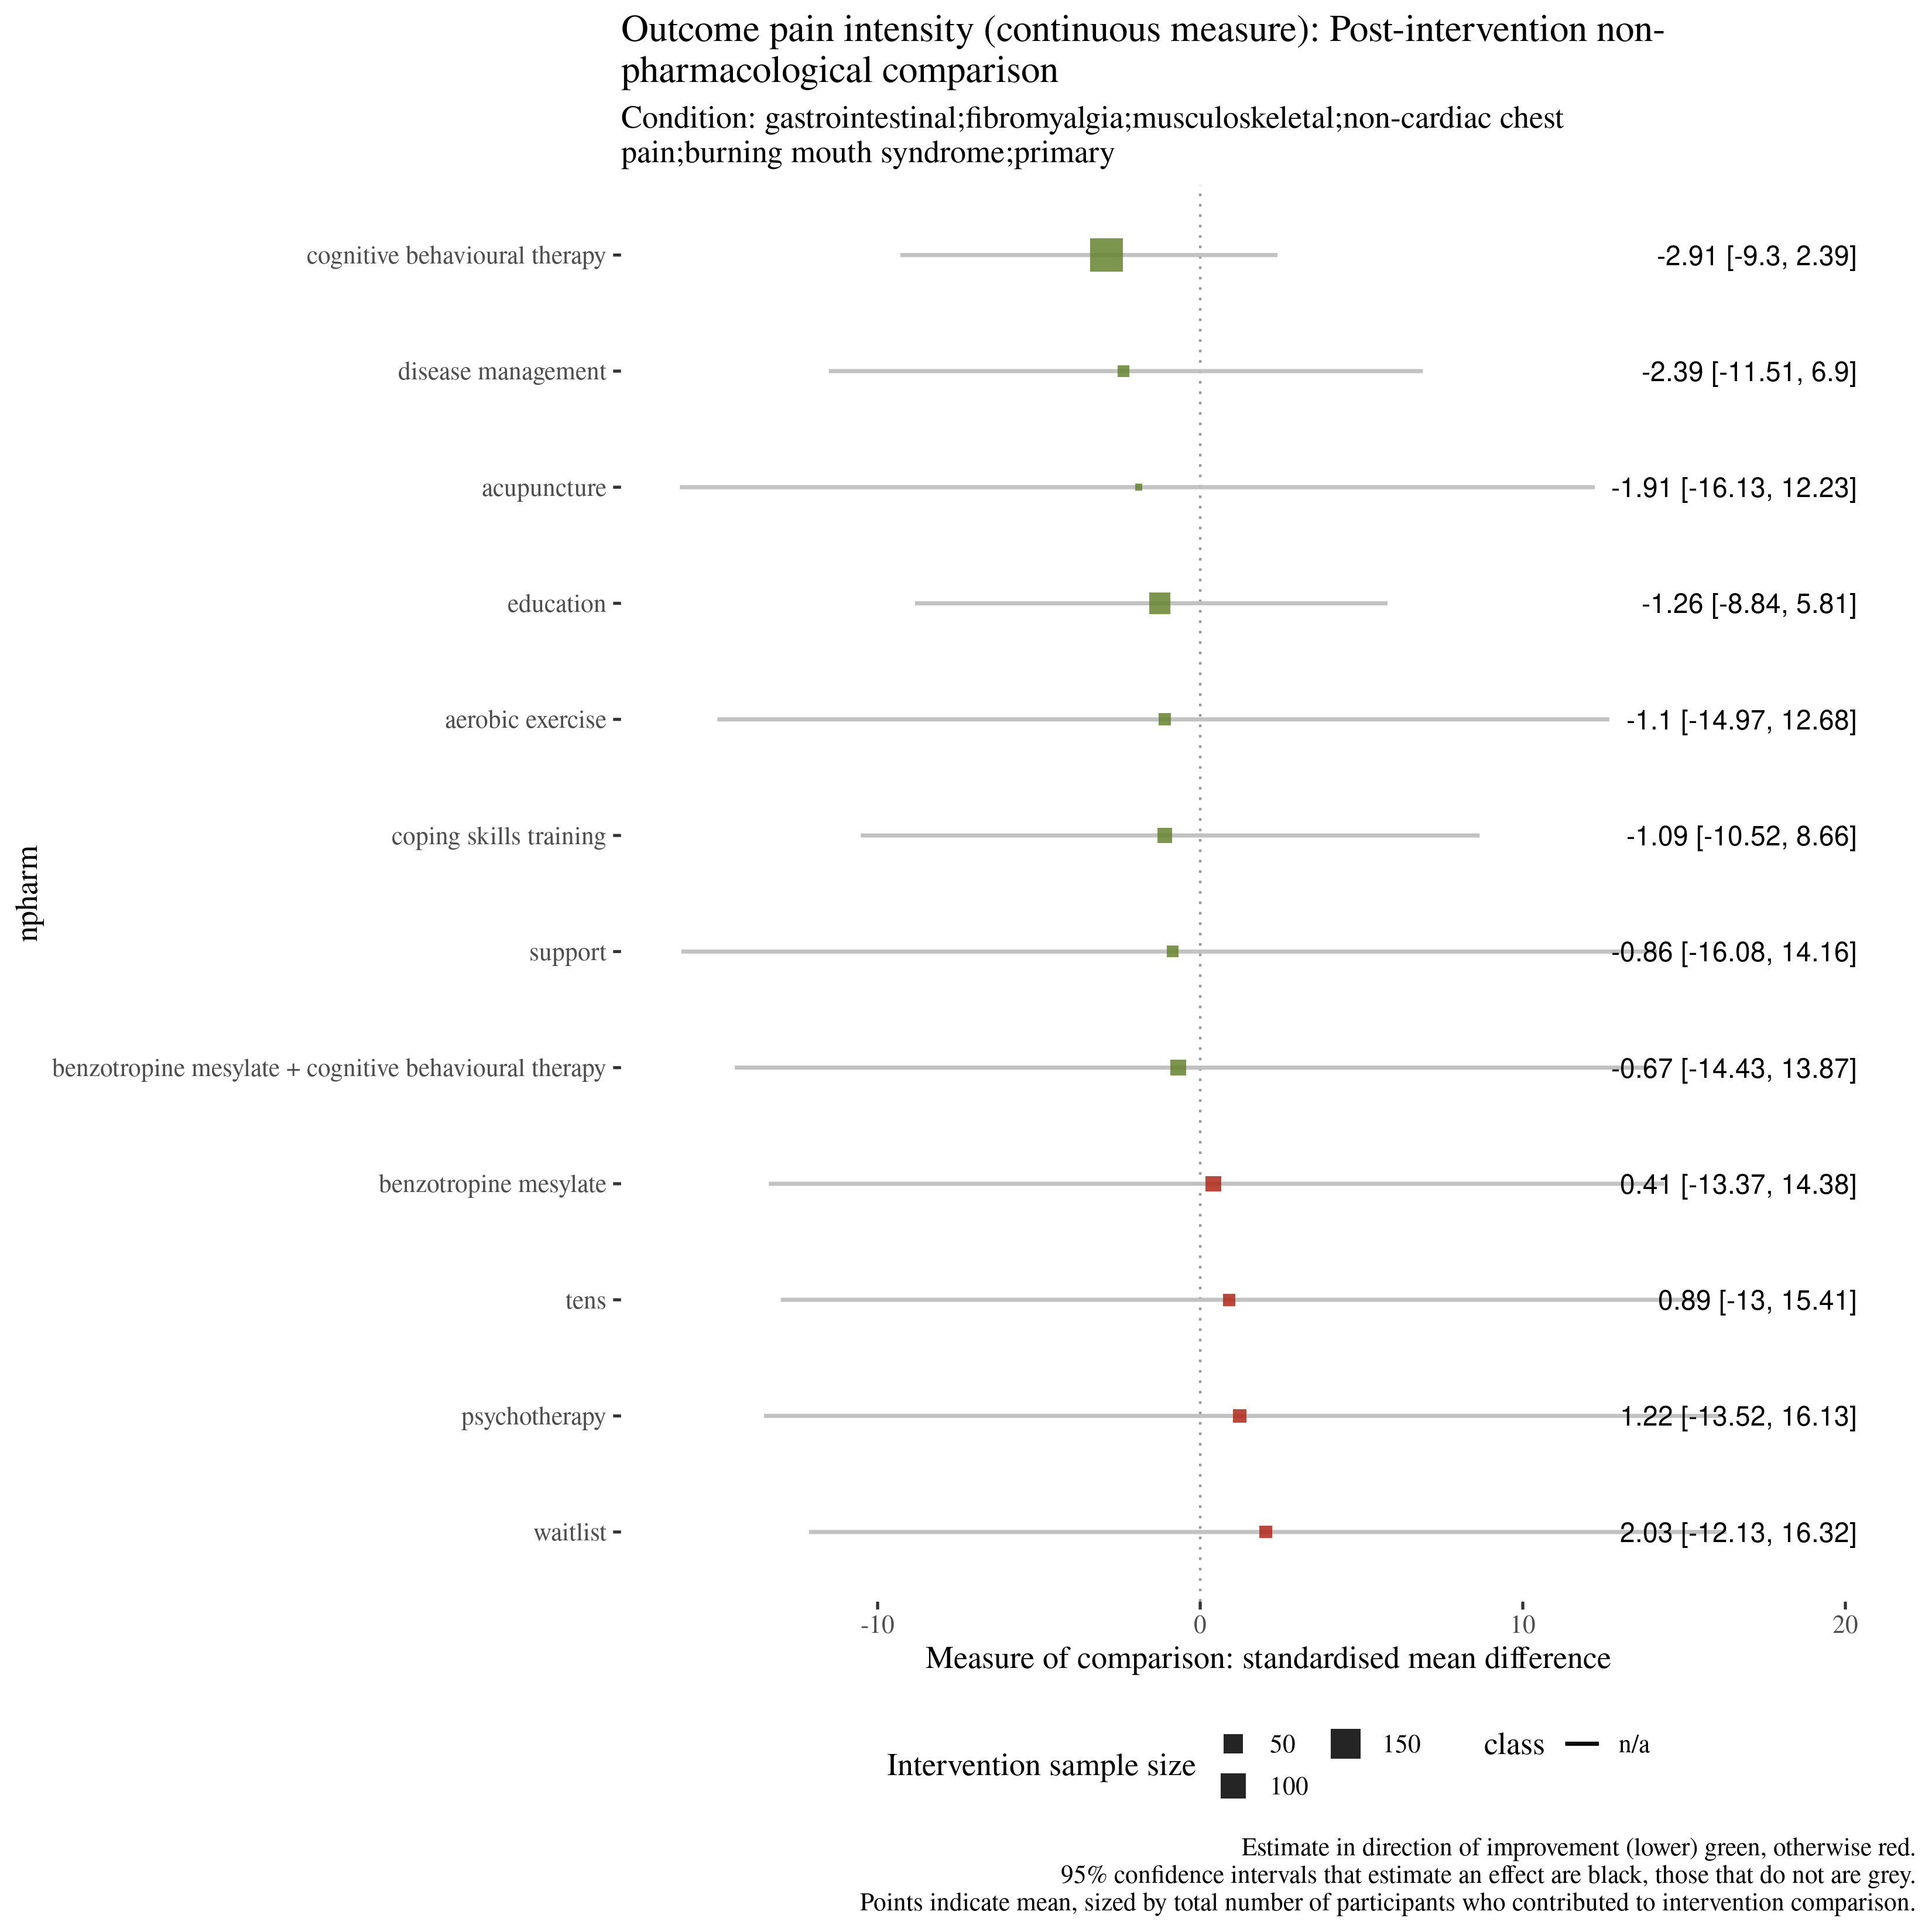 Outcome pain intensity (continuous measure): Post-intervention non-
pharmacological comparison
Condition: gastrointestinal;fibromyalgia;musculoskeletal;non-cardiac chest
pain;burning mouth syndrome;primary
npharm
cognitive behavioural therapy -2.91 [-9.3, 2.39]
disease management -2.39 [-11.51, 6.9]
acupuncture -1.91 [-16.13, 12.23]
education -1.26 [-8.84, 5.81]
aerobic exercise -1.1 [-14.97, 12.68]
coping skills training -1.09 [-10.52, 8.66]
support -0.86 [-16.08, 14.16]
benzotropine mesylate + cognitive behavioural therapy -0.67 [-14.43, 13.87]
benzotropine mesylate 0.41 [-13.37, 14.38]
tens 0.89 [-13, 15.41]
psychotherapy 1.22 [-13.52, 16.13]
waitlist 2.03 [-12.13, 16.32]
-10 0 10 20
Measure of comparison: standardised mean difference
Intervention sample size 50 150 class n/a
100
Estimate in direction of improvement (lower) green, otherwise red.
95% confidence intervals that estimate an effect are black, those that do not are grey.
Points indicate mean, sized by total number of participants who contributed to intervention comparison.